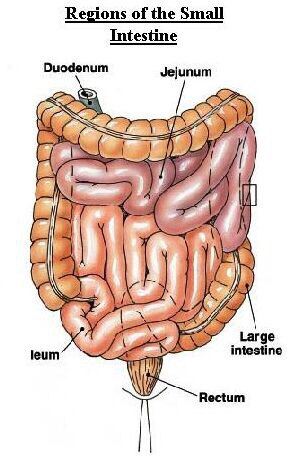 Regions of the Small
Intestine
Duodenum
Jejunum
Ileum
Large
intestine
Rectum